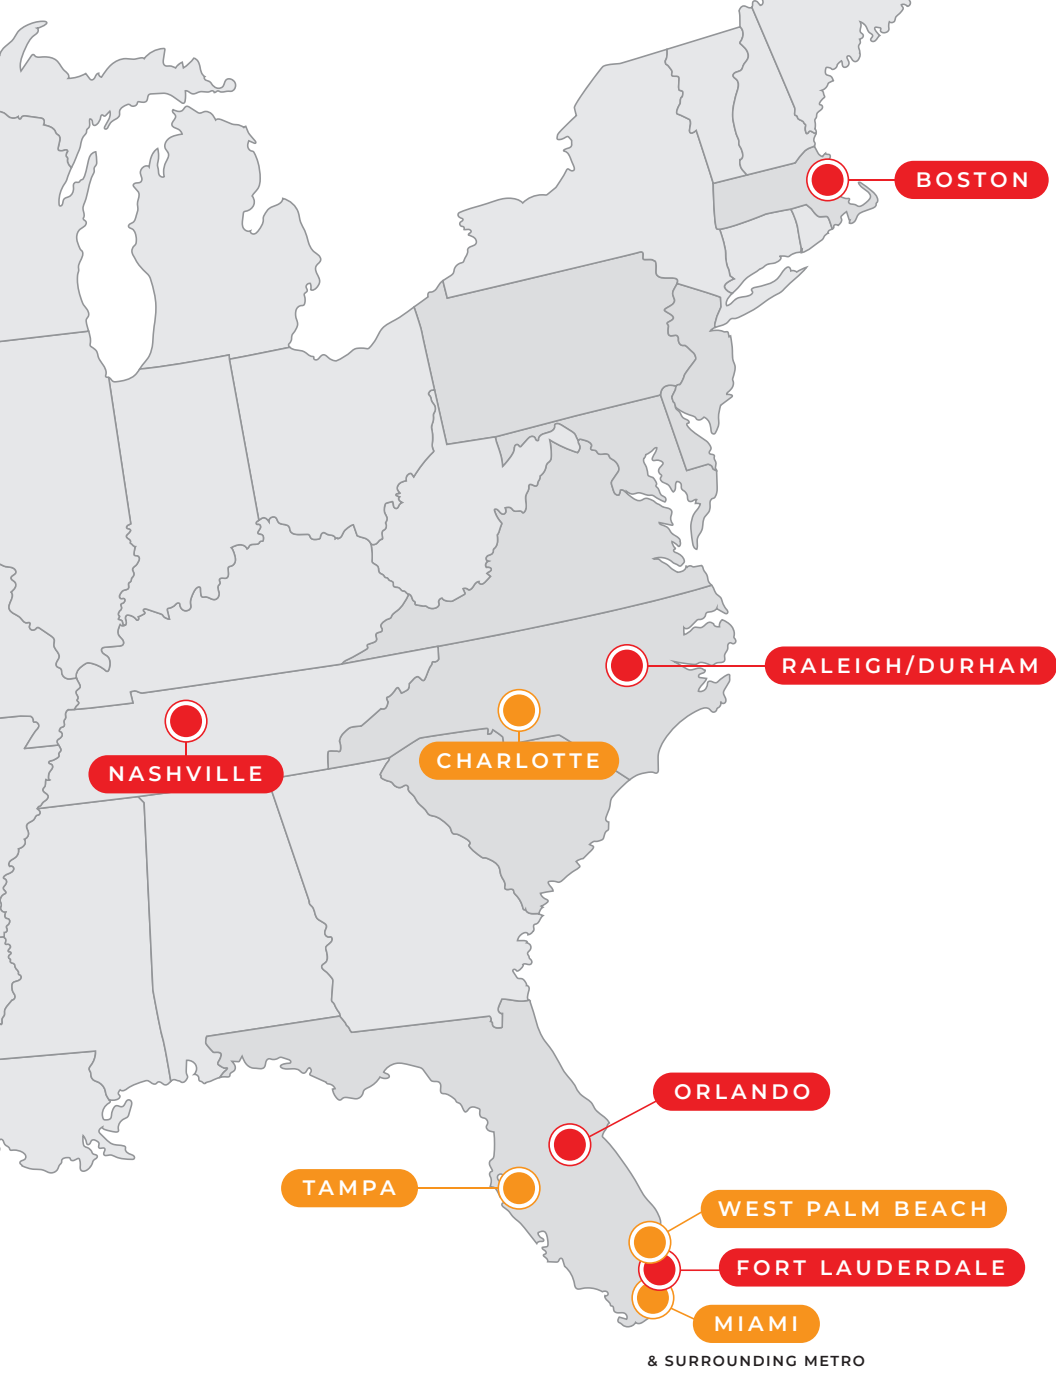 BOSTON
RALEIGH/DURHAM
CHARLOTTE
NASHVILLE
ORLANDO
TAMPA
WEST PALM BEACH
FORT LAUDERDALE
MIAMI
& SURROUNDING METRO